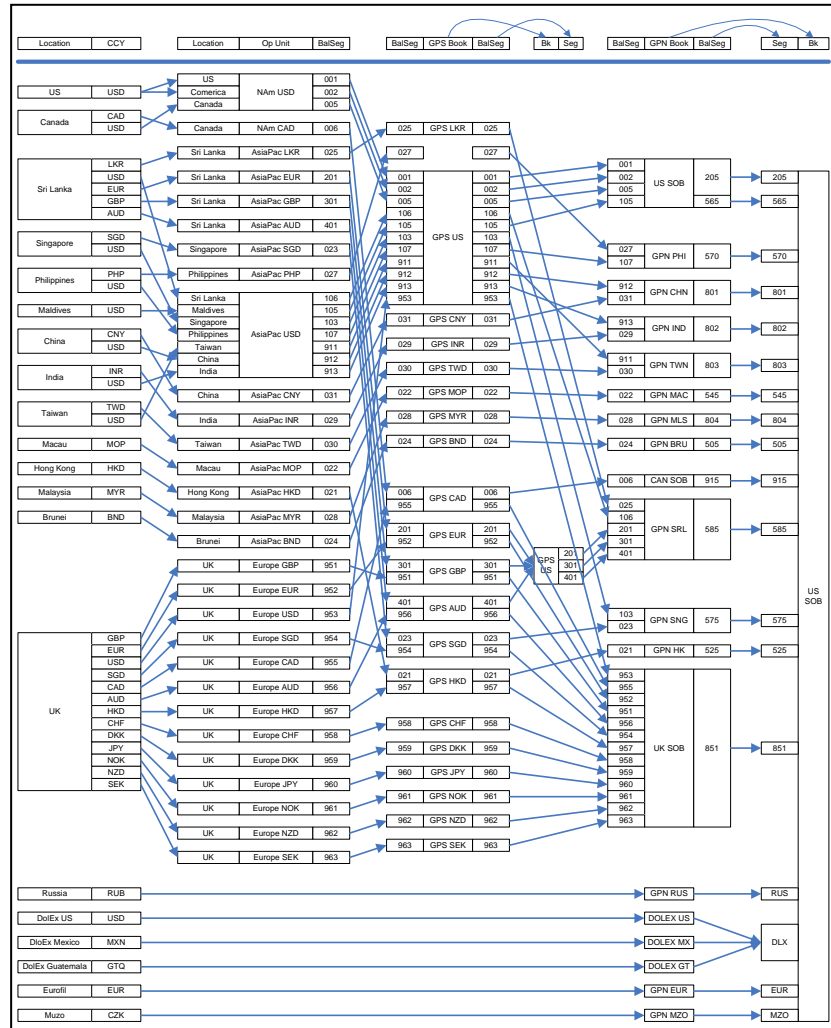 Location CCY Location Op Unit BalSeg BalSeg GPS Book BalSeg Bk Seg BalSeg GPN Book BalSeg Seg Bk
US 001
US USD Comerica NAm USD 002
Canada 005
Canada CAD
USD
Canada NAm CAD 006 025 GPS LKR 025
Sri Lanka AsiaPac LKR 025 027 027
Sri Lanka LKR
USD
EUR
GBP
AUD
Sri Lanka AsiaPac EUR 201
Sri Lanka AsiaPac GBP 301
Sri Lanka AsiaPac AUD 401
GPS US
001 001
002 002
005 005
106 106
105 105
103 103
107 107
911 911
912 912
913 913
953 953
US SOB
001
002
005
105
205 205
565 565
Singapore SGD
USD
Singapore AsiaPac SGD 023
027 GPN PHI 570 570
107
Philippines PHP
USD
Philippines AsiaPac PHP 027
912 GPN CHN 801 801
031
Maldives USD
AsiaPac USD
Sri Lanka 106
Maldives 105
Singapore 103
Philippines 107
Taiwan 911
China 912
India 913
031 GPS CNY 031
913 GPN IND 802 802
029
China CNY
USD
029 GPS INR 029
911 GPN TWN 803 803
030
India INR
USD
030 GPS TWD 030
China AsiaPac CNY 031 022 GPS MOP 022 022 GPN MAC 545 545
Taiwan TWD
USD
India AsiaPac INR 029 028 GPS MYR 028 028 GPN MLS 804 804
Macau MOP Taiwan AsiaPac TWD 030 024 GPS BND 024 024 GPN BRU 505 505
Hong Kong HKD Macau AsiaPac MOP 022
Malaysia MYR Hong Kong AsiaPac HKD 021 006 GPS CAD 006 006 CAN SOB 915 915
955 955
Brunei BND Malaysia AsiaPac MYR 028
Brunei AsiaPac BND 024 201 GPS EUR 201
952 952
GPN SRL 585 585
025
106
201
301
401
UK Europe GBP 951 301 GPS GBP 301
951 951
GPS US
201
301
401
UK Europe EUR 952
UK Europe USD 953 401 GPS AUD 401
956 956
103 GPN SNG 575 575
023
UK GBP
EUR
USD
SGD
CAD
AUD
HKD
CHF
DKK
JPY
NOK
NZD
SEK
UK Europe SGD 954 023 GPS SGD 023
954 954
021 GPN HK 525 525
UK Europe CAD 955
UK Europe AUD 956 021 GPS HKD 021
957 957
UK Europe HKD 957
UK Europe CHF 958 958 GPS CHF 958
UK Europe DKK 959 959 GPS DKK 959
UK Europe JPY 960 960 GPS JPY 960
UK Europe NOK 961 961 GPS NOK 961
UK Europe NZD 962 962 GPS NZD 962
UK Europe SEK 963 963 GPS SEK 963
UK SOB 851 851
953
955
952
951
956
954
957
958
959
960
961
962
963
US
SOB
Russia RUB GPN RUS RUS
DolEx US USD DOLEX US
DloEx Mexico MXN DOLEX MX DLX
DolEx Guatemala GTQ DOLEX GT
Eurofil EUR GPN EUR EUR
Muzo CZK GPN MZO MZO